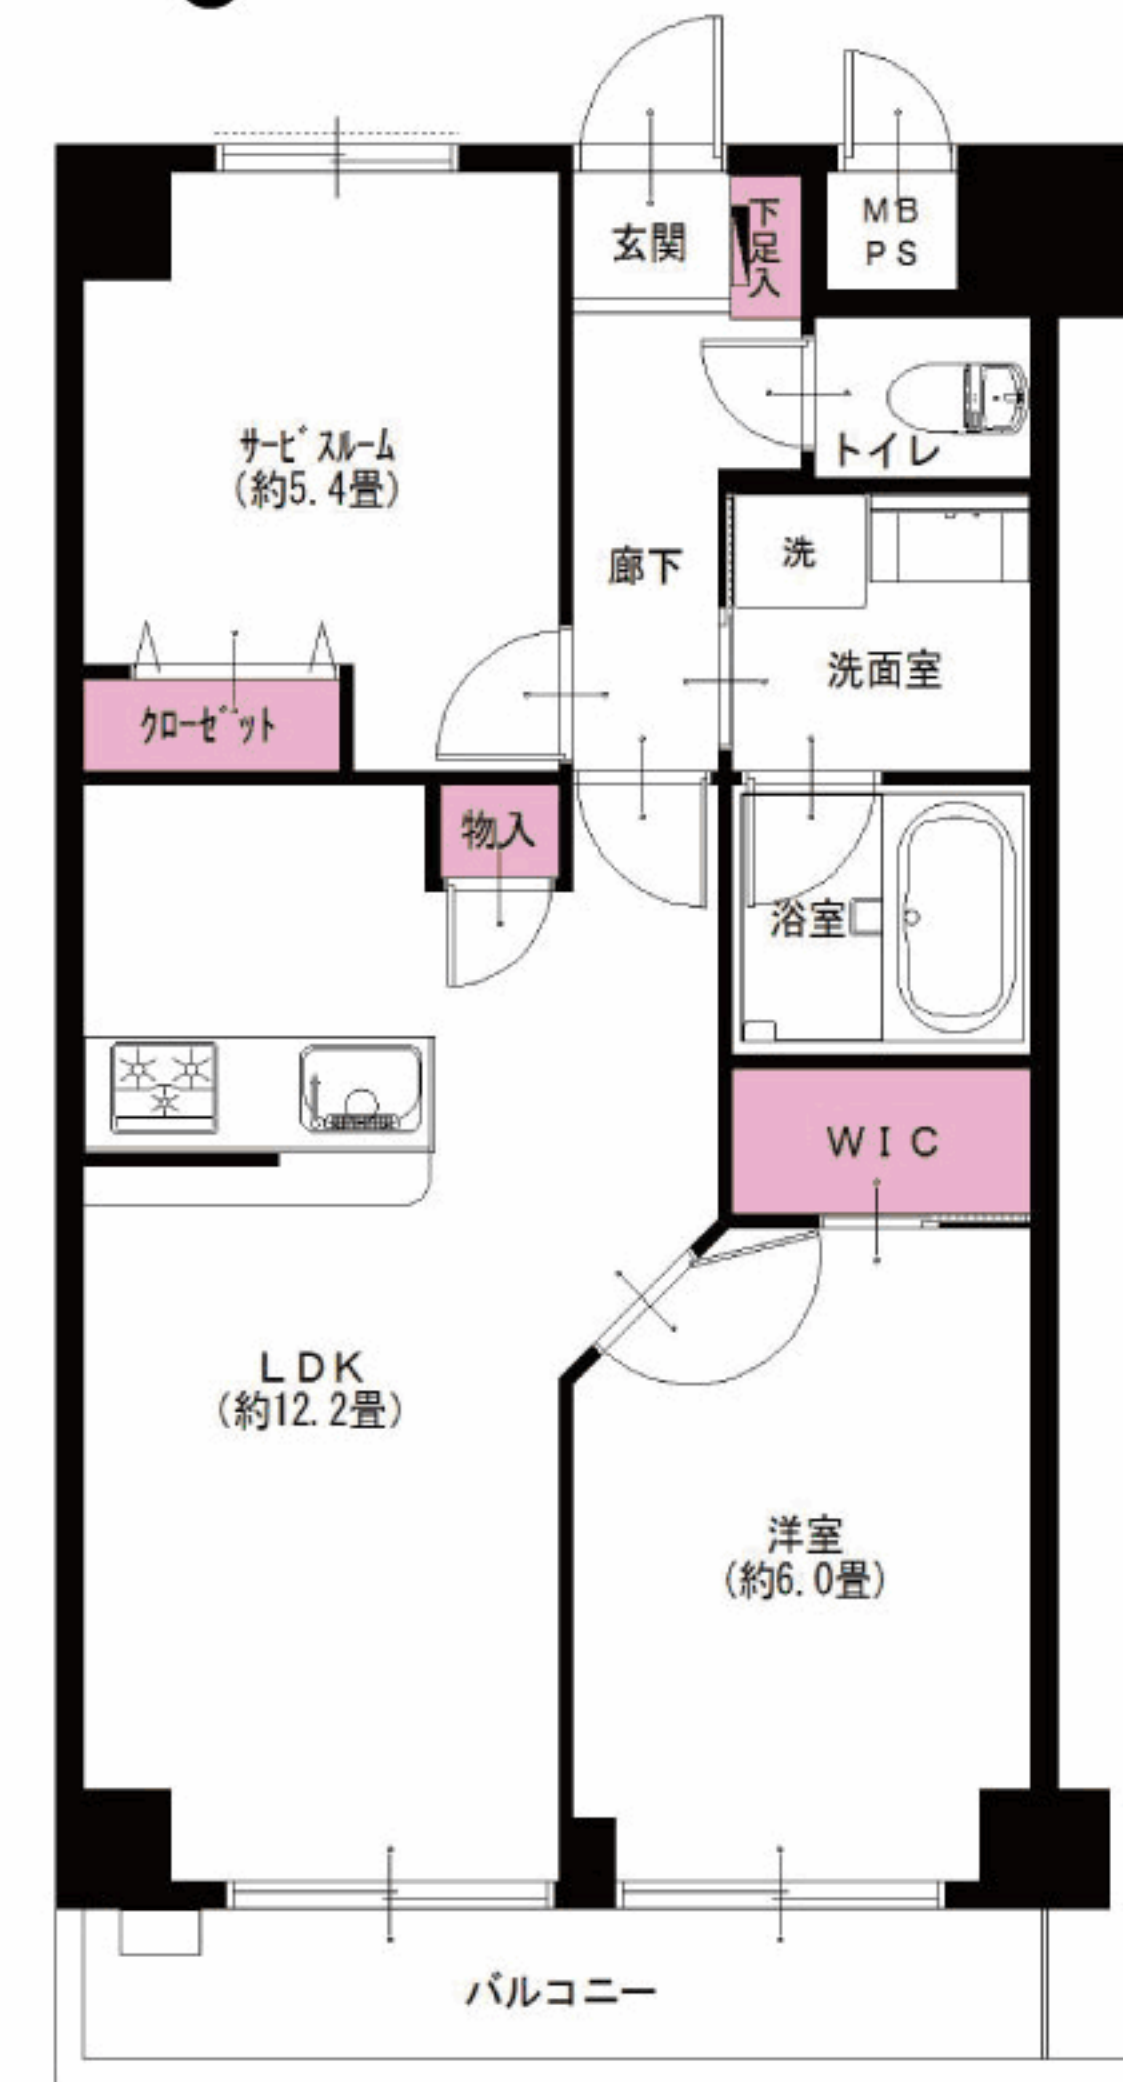 玄関
下足入
MB
PS
ｻｰﾋﾞｽﾙｰﾑ
(約5.4畳)
トイレ
廊下
洗
洗面室
ｸﾛｰｾﾞｯﾄ
物入
浴室
WIC
LDK
(約12.2畳)
洋室
(約6.0畳)
バルコニー